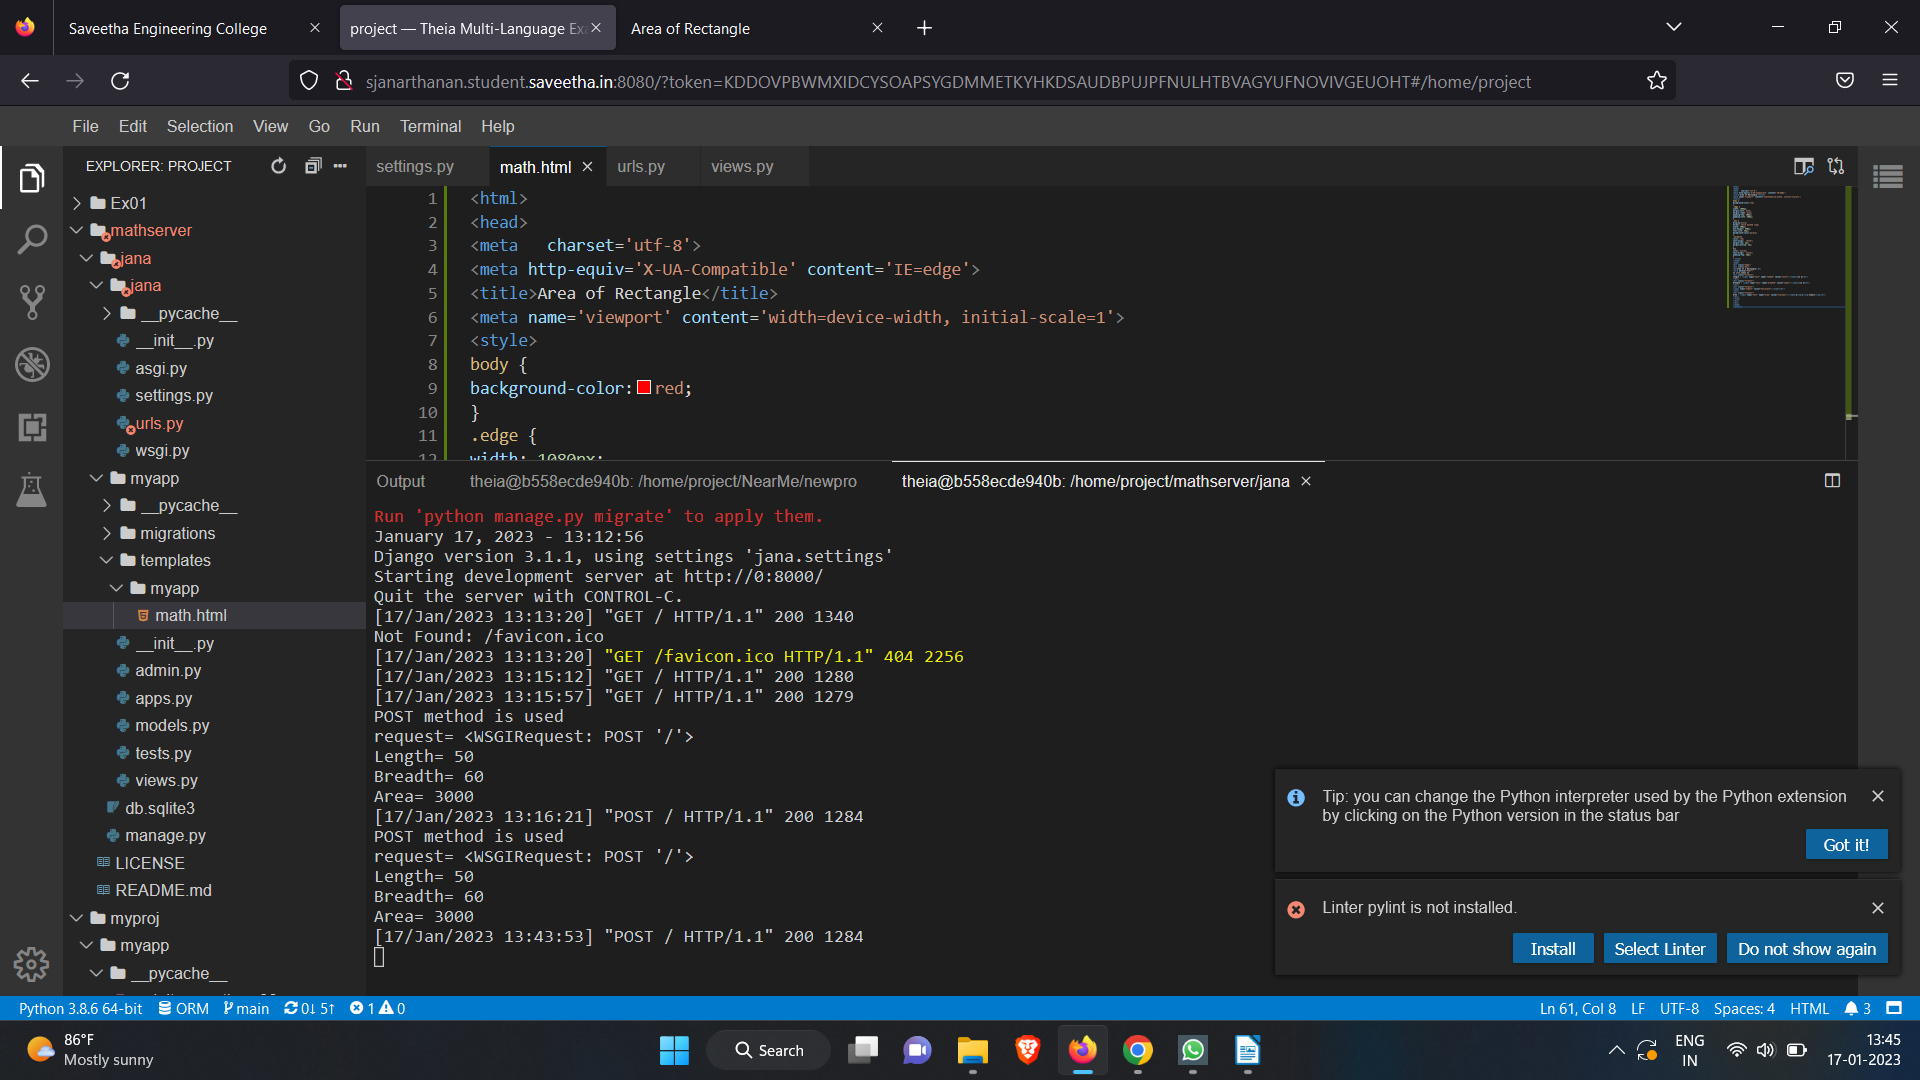 Saveetha Engineering College
project — Theia Multi-Language Ex
Area of Rectangle
sjanarthanan.student.saveetha.in:8080/?token=KDDOVPBWMXIDCYSOAPSYGDMMETKYHKDSAUDBPUJPFNULHTBVAGYUFNOVIVGEUOHT#/home/project
File Edit Selection View Go Run Terminal Help
EXPLORER: PROJECT
Ex01
mathserver
jana
jana
__pycache__
__init__.py
asgi.py
settings.py
urls.py
wsgi.py
myapp
__pycache__
migrations
templates
myapp
math.html
__init__.py
admin.py
apps.py
models.py
tests.py
views.py
db.sqlite3
manage.py
LICENSE
README.md
myproj
myapp
__pycache__
settings.py math.html urls.py views.py
1 <html>
2 <head>
3 <meta   charset='utf-8'>
4 <meta http-equiv='X-UA-Compatible' content='IE=edge'>
5 <title>Area of Rectangle</title>
6 <meta name='viewport' content='width=device-width, initial-scale=1'>
7 <style>
8 body {
9 background-color: red;
10 }
11 .edge {
12 width: 1080px;
Output theia@b558ecde940b: /home/project/NearMe/newpro theia@b558ecde940b: /home/project/mathserver/jana
Run 'python manage.py migrate' to apply them.
January 17, 2023 - 13:12:56
Django version 3.1.1, using settings 'jana.settings'
Starting development server at http://0:8000/
Quit the server with CONTROL-C.
[17/Jan/2023 13:13:20] "GET / HTTP/1.1" 200 1340
Not Found: /favicon.ico
[17/Jan/2023 13:13:20] "GET /favicon.ico HTTP/1.1" 404 2256
[17/Jan/2023 13:15:12] "GET / HTTP/1.1" 200 1280
[17/Jan/2023 13:15:57] "GET / HTTP/1.1" 200 1279
POST method is used
request= <WSGIRequest: POST '/'>
Length= 50
Breadth= 60
Area= 3000
[17/Jan/2023 13:16:21] "POST / HTTP/1.1" 200 1284
POST method is used
request= <WSGIRequest: POST '/'>
Length= 50
Breadth= 60
Area= 3000
[17/Jan/2023 13:43:53] "POST / HTTP/1.1" 200 1284
Tip: you can change the Python interpreter used by the Python extension
by clicking on the Python version in the status bar
Got it!
Linter pylint is not installed.
Install Select Linter Do not show again
Python 3.8.6 64-bit ORM main 0↓ 5↑ 1 0 Ln 61, Col 8 LF UTF-8 Spaces: 4 HTML 3
86°F
Mostly sunny
Search
ENG
IN
13:45
17-01-2023